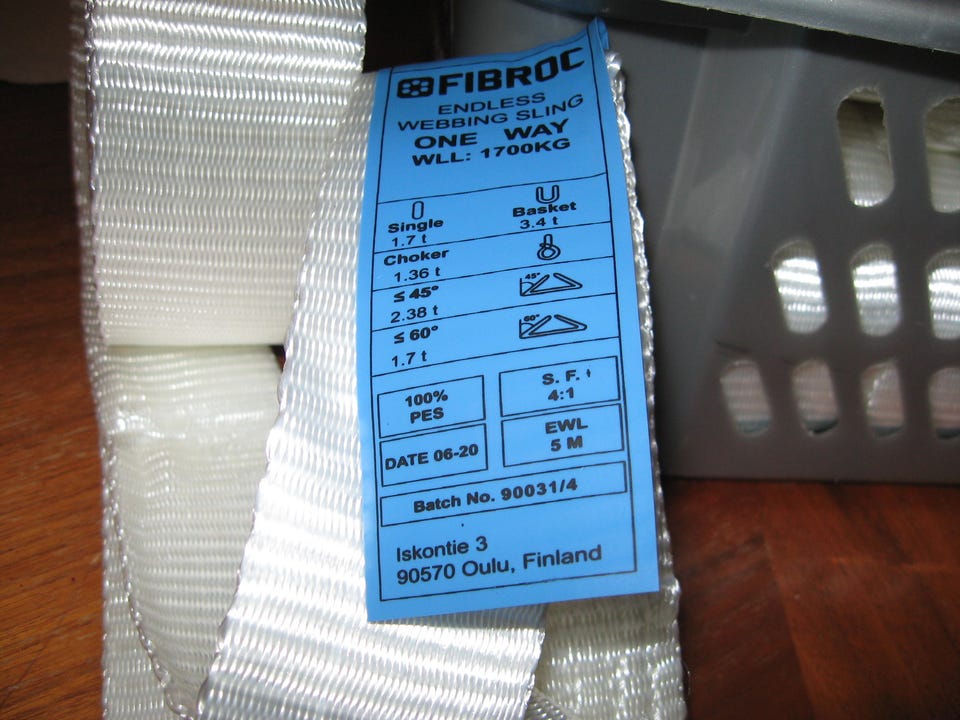 FIBROC
ENDLESS
WEBBING SLING
ONE WAY
WLL: 1700KG
Single
1.7 t
Basket
3.4 t
Choker
1.36 t
≤ 45°
2.38 t
45°
≤ 60°
1.7 t
60°
100%
PES
S. F.
4:1
DATE 06-20
EWL
5 M
Batch No. 90031/4
Iskontie 3
90570 Oulu, Finland